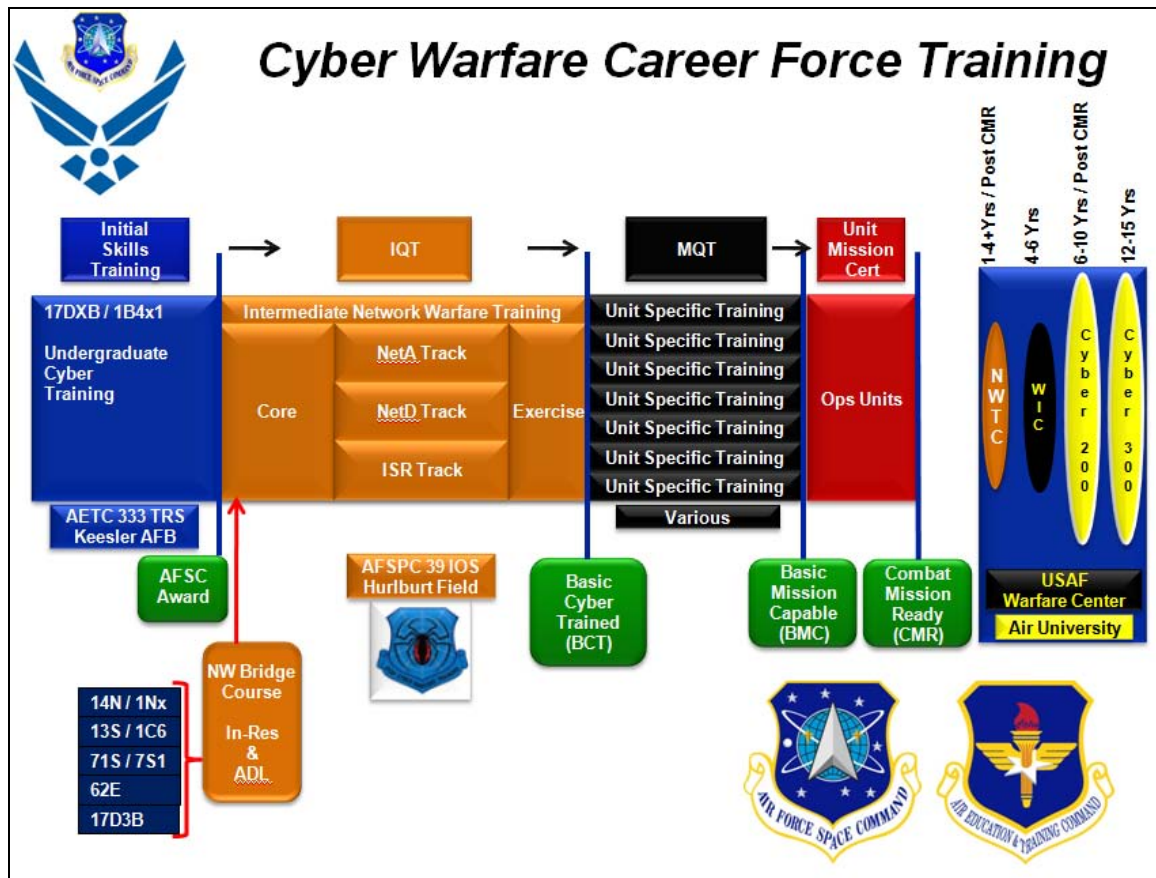 AIR FORCE SPACE COMMAND
Cyber Warfare Career Force Training
1-4+Yrs / Post CMR
4-6 Yrs
6-10 Yrs / Post CMR
12-15 Yrs
Initial
Skills
Training
IQT
MQT
Unit
Mission
Cert
17DXB / 1B4x1
Undergraduate
Cyber
Training
Intermediate Network Warfare Training
Core
NetA Track
NetD Track
ISR Track
Exercise
Unit Specific Training
Unit Specific Training
Unit Specific Training
Unit Specific Training
Unit Specific Training
Unit Specific Training
Unit Specific Training
Ops Units
NWTC
WIC
Cyber 200
Cyber 300
AETC 333 TRS
Keesler AFB
Various
AFSC
Award
AFSPC 39 IOS
Hurlburt Field
Basic
Cyber
Trained
(BCT)
Basic
Mission
Capable
(BMC)
Combat
Mission
Ready
(CMR)
USAF
Warfare Center
Air University
NW Bridge
Course
In-Res
&
ADL
14N / 1Nx
13S / 1C6
71S / 7S1
62E
17D3B
AIR FORCE SPACE COMMAND
AIR EDUCATION & TRAINING COMMAND